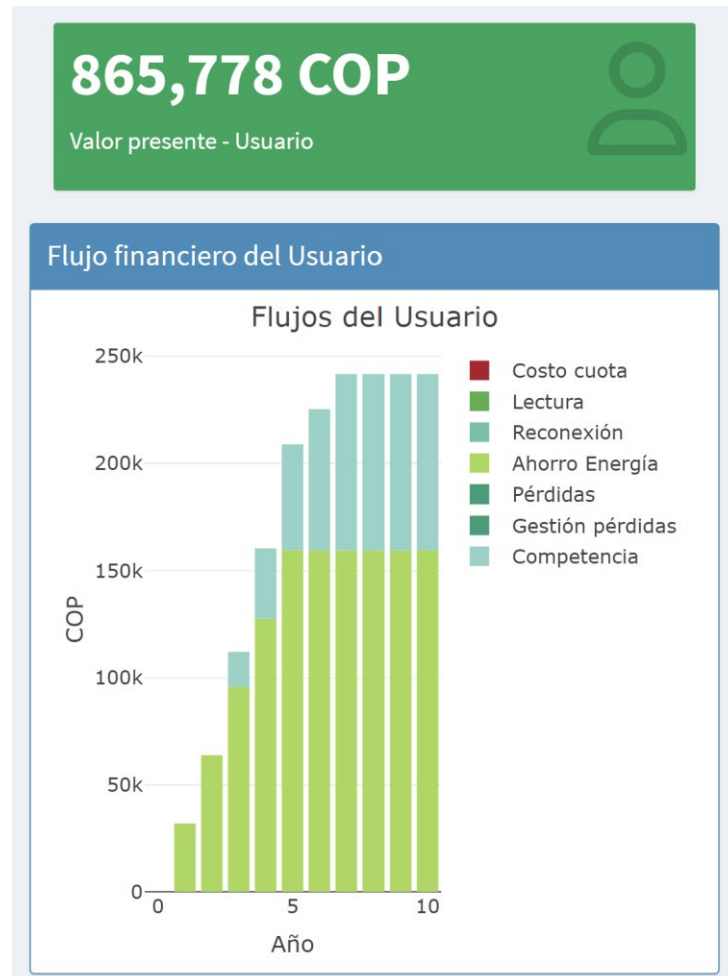 865,778 COP
Valor presente - Usuario
Flujo financiero del Usuario
Flujos del Usuario
250k
200k
150k
100k
50k
0
COP
0
5
10
Año
Costo cuota
Lectura
Reconexión
Ahorro Energía
Pérdidas
Gestión pérdidas
Competencia